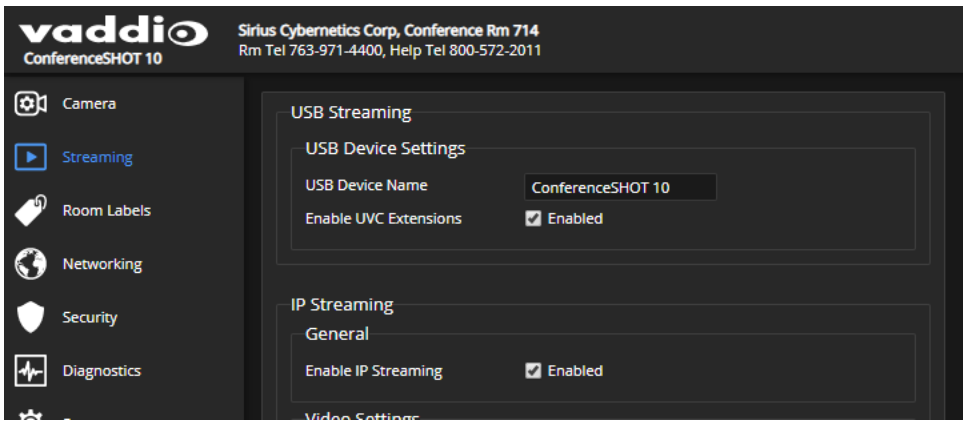 vaddio
ConferenceSHOT 10
Sirius Cybernetics Corp, Conference Rm 714
Rm Tel 763-971-4400, Help Tel 800-572-2011
Camera
Streaming
Room Labels
Networking
Security
Diagnostics
USB Streaming
USB Device Settings
USB Device Name ConferenceSHOT 10
Enable UVC Extensions Enabled
IP Streaming
General
Enable IP Streaming Enabled
Video Settings